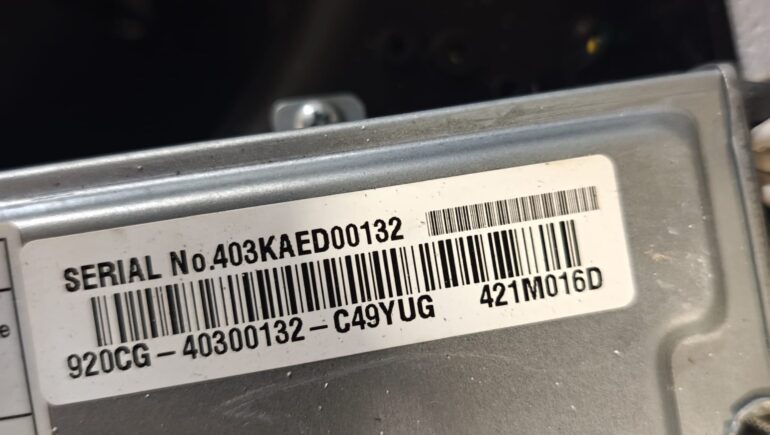 SERIAL No.403KAED00132
920CG-40300132-C49YUG 421M016D
e